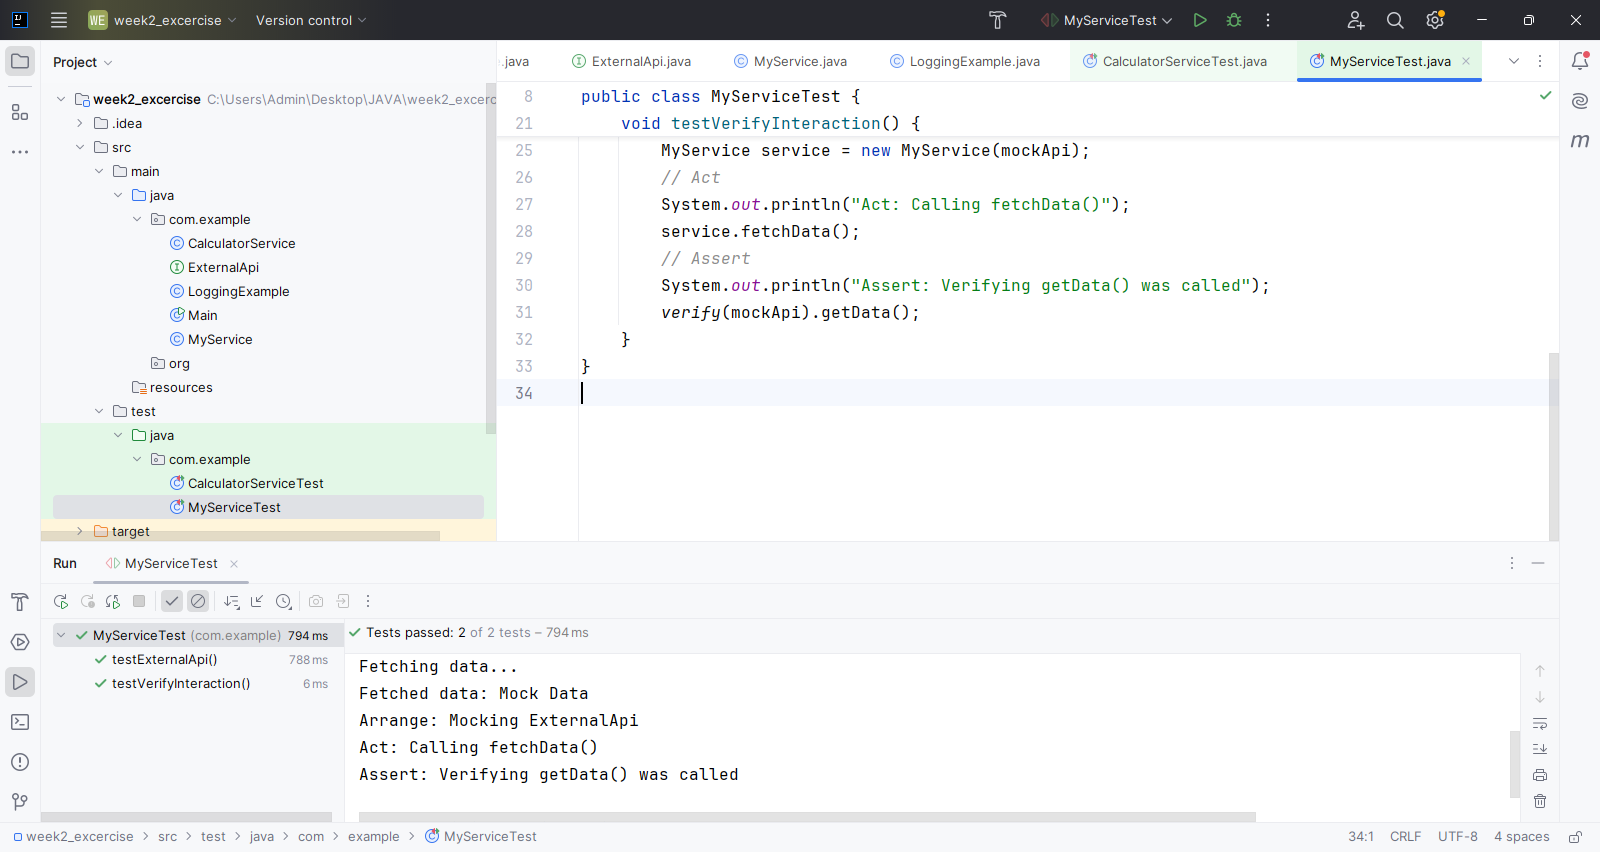 WE week2_excercise Version control MyServiceTest
Project
week2_excercise C:\Users\Admin\Desktop\JAVA\week2_excerc
.idea
src
main
java
com.example
CalculatorService
ExternalApi
LoggingExample
Main
MyService
org
resources
test
java
com.example
CalculatorServiceTest
MyServiceTest
target
.java ExternalApi.java MyService.java LoggingExample.java CalculatorServiceTest.java MyServiceTest.java
8 public class MyServiceTest {
21 void testVerifyInteraction() {
25 MyService service = new MyService(mockApi);
26 // Act
27 System.out.println("Act: Calling fetchData()");
28 service.fetchData();
29 // Assert
30 System.out.println("Assert: Verifying getData() was called");
31 verify(mockApi).getData();
32 }
33 }
34
Run MyServiceTest
MyServiceTest (com.example) 794 ms
testExternalApi() 788 ms
testVerifyInteraction() 6 ms
Tests passed: 2 of 2 tests – 794 ms
Fetching data...
Fetched data: Mock Data
Arrange: Mocking ExternalApi
Act: Calling fetchData()
Assert: Verifying getData() was called
week2_excercise > src > test > java > com > example > MyServiceTest
34:1 CRLF UTF-8 4 spaces